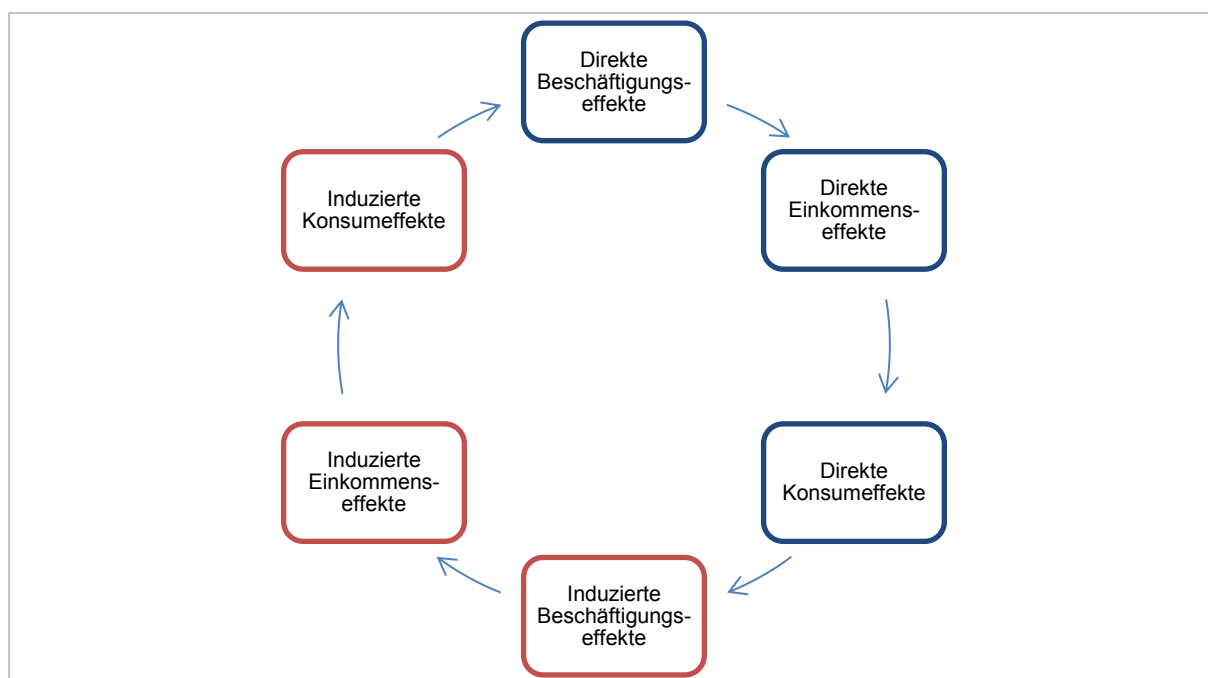 Direkte
Beschäftigungs-
effekte
Direkte
Einkommens-
effekte
Direkte
Konsumeffekte
Induzierte
Beschäftigungs-
effekte
Induzierte
Einkommens-
effekte
Induzierte
Konsumeffekte